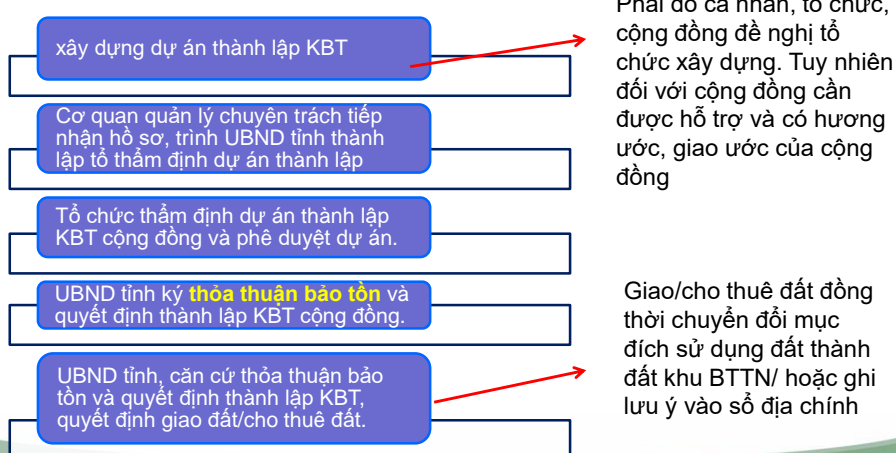 xây dựng dự án thành lập KBT
Phải do cá nhân, tổ chức,
cộng đồng đề nghị tổ
chức xây dựng. Tuy nhiên
đối với cộng đồng cần
được hỗ trợ và có hương
ước, giao ước của cộng
đồng
Cơ quan quản lý chuyên trách tiếp
nhận hồ sơ, trình UBND tỉnh thành
lập tổ thẩm định dự án thành lập
Tổ chức thẩm định dự án thành lập
KBT cộng đồng và phê duyệt dự án.
UBND tỉnh ký thỏa thuận bảo tồn và
quyết định thành lập KBT cộng đồng.
UBND tỉnh, căn cứ thỏa thuận bảo
tồn và quyết định thành lập KBT,
quyết định giao đất/cho thuê đất.
Giao/cho thuê đất đồng
thời chuyển đổi mục
đích sử dụng đất thành
đất khu BTTN/ hoặc ghi
lưu ý vào sổ địa chính